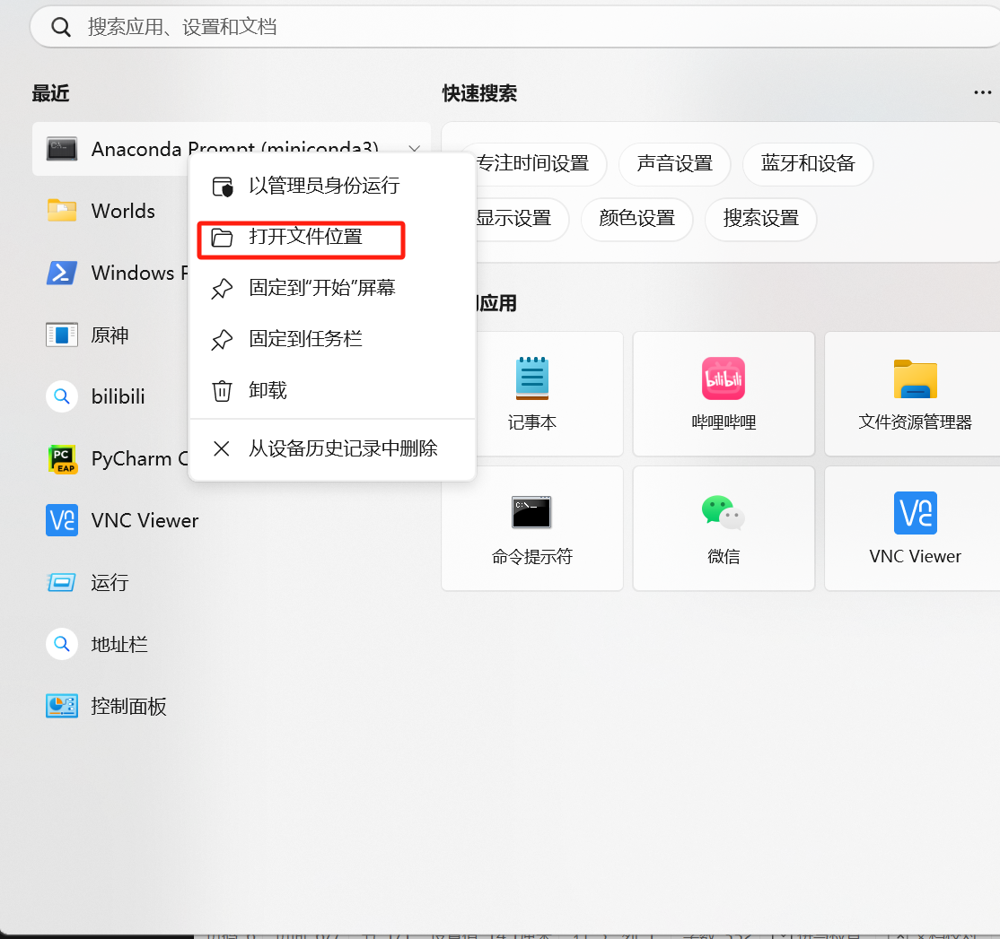 搜索应用、设置和文档
最近
Anaconda Prompt (miniconda3)
Worlds
Windows
原神
bilibili
PyCharm
VNC Viewer
运行
地址栏
控制面板
以管理员身份运行
打开文件位置
固定到“开始”屏幕
固定到任务栏
卸载
从设备历史记录中删除
快速搜索
专注时间设置
声音设置
蓝牙和设备
显示设置
颜色设置
搜索设置
应用
记事本
哔哩哔哩
文件资源管理器
命令提示符
微信
VNC Viewer